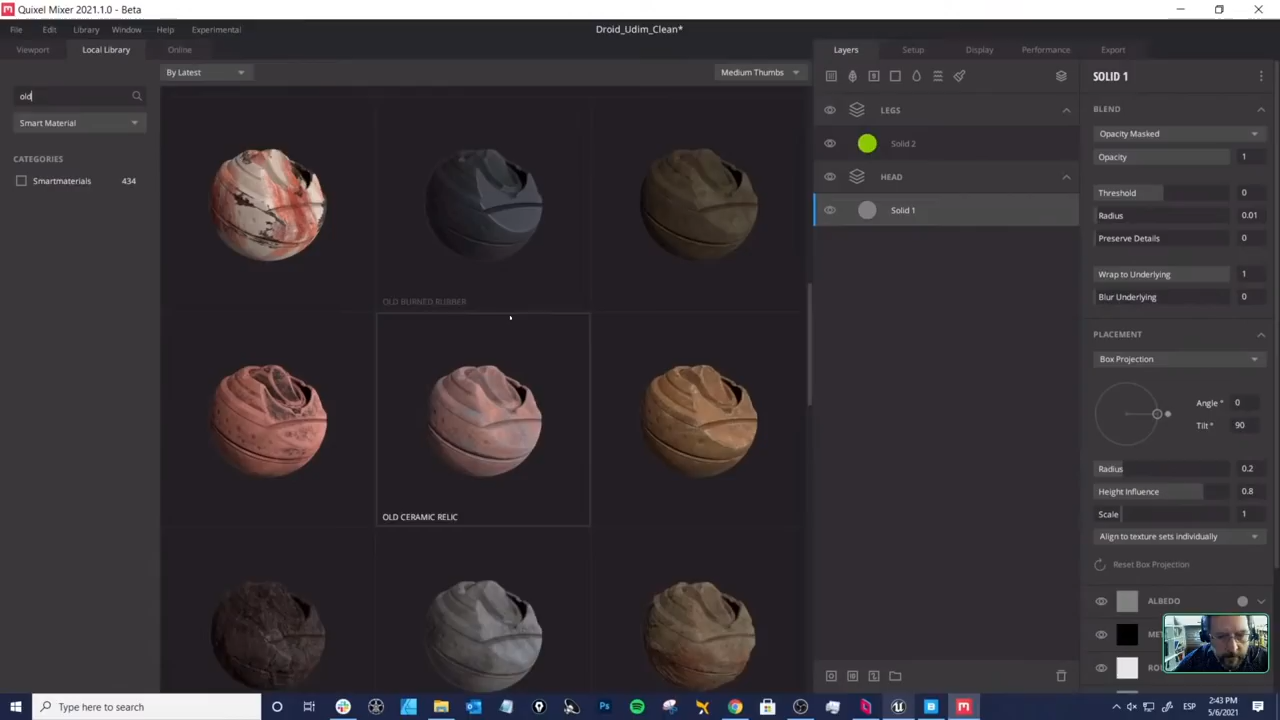 Quixel Mixer 2021.1.0 - Beta
File Edit Window Library Help Experimental
Droid_Udim_Clean*
Viewport Local Library Online
Layers Setup Display Performance Export
By Latest
Medium Thumbs
old
Smart Material
CATEGORIES
Smartmaterials 434
OLD BURNED RUBBER
OLD CERAMIC RELIC
LEGS
Solid 2
HEAD
Solid 1
SOLID 1
BLEND
Opacity Masked
Opacity 1
Threshold 0
Radius 0.01
Preserve Details 0
Wrap to Underlying 1
Blur Underlying 0
PLACEMENT
Box Projection
Angle ° 0
Tilt ° 90
Radius 0.2
Height Influence 0.8
Scale 1
Align to texture sets individually
Reset Box Projection
ALBEDO
Type here to search
ESP
2:43 PM
5/6/2021